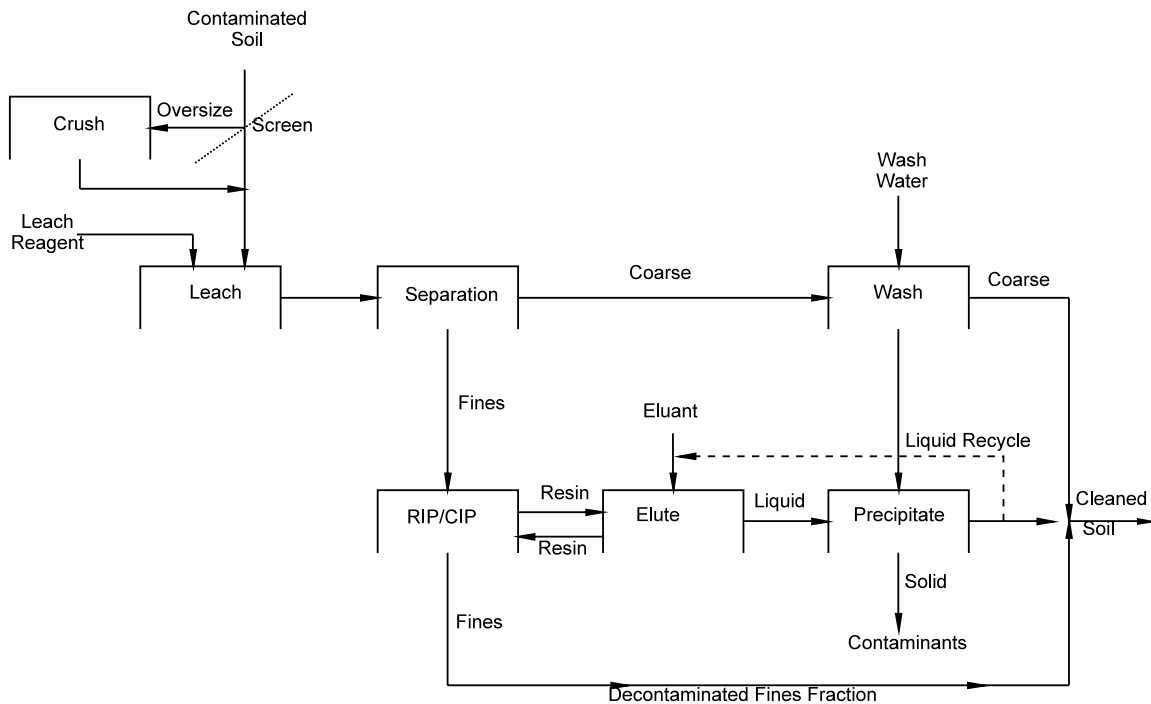 Contaminated
Soil
Oversize
Crush
Screen
Wash
Water
Leach
Reagent
Leach
Separation
Coarse
Wash
Coarse
Fines
Eluant
Liquid Recycle
RIP/CIP
Resin
Resin
Elute
Liquid
Precipitate
Cleaned
Soil
Solid
Fines
Contaminants
Decontaminated Fines Fraction